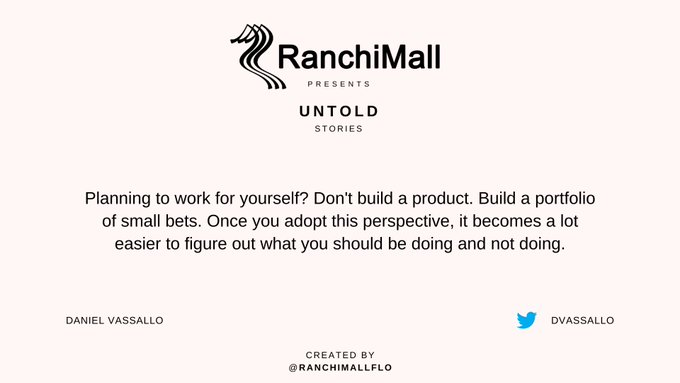 RanchiMall
PRESENTS
UNTOLD
STORIES
Planning to work for yourself? Don't build a product. Build a portfolio
of small bets. Once you adopt this perspective, it becomes a lot
easier to figure out what you should be doing and not doing.
DANIEL VASSALLO
DVASSALLO
CREATED BY
@RANCHIMALLFLO